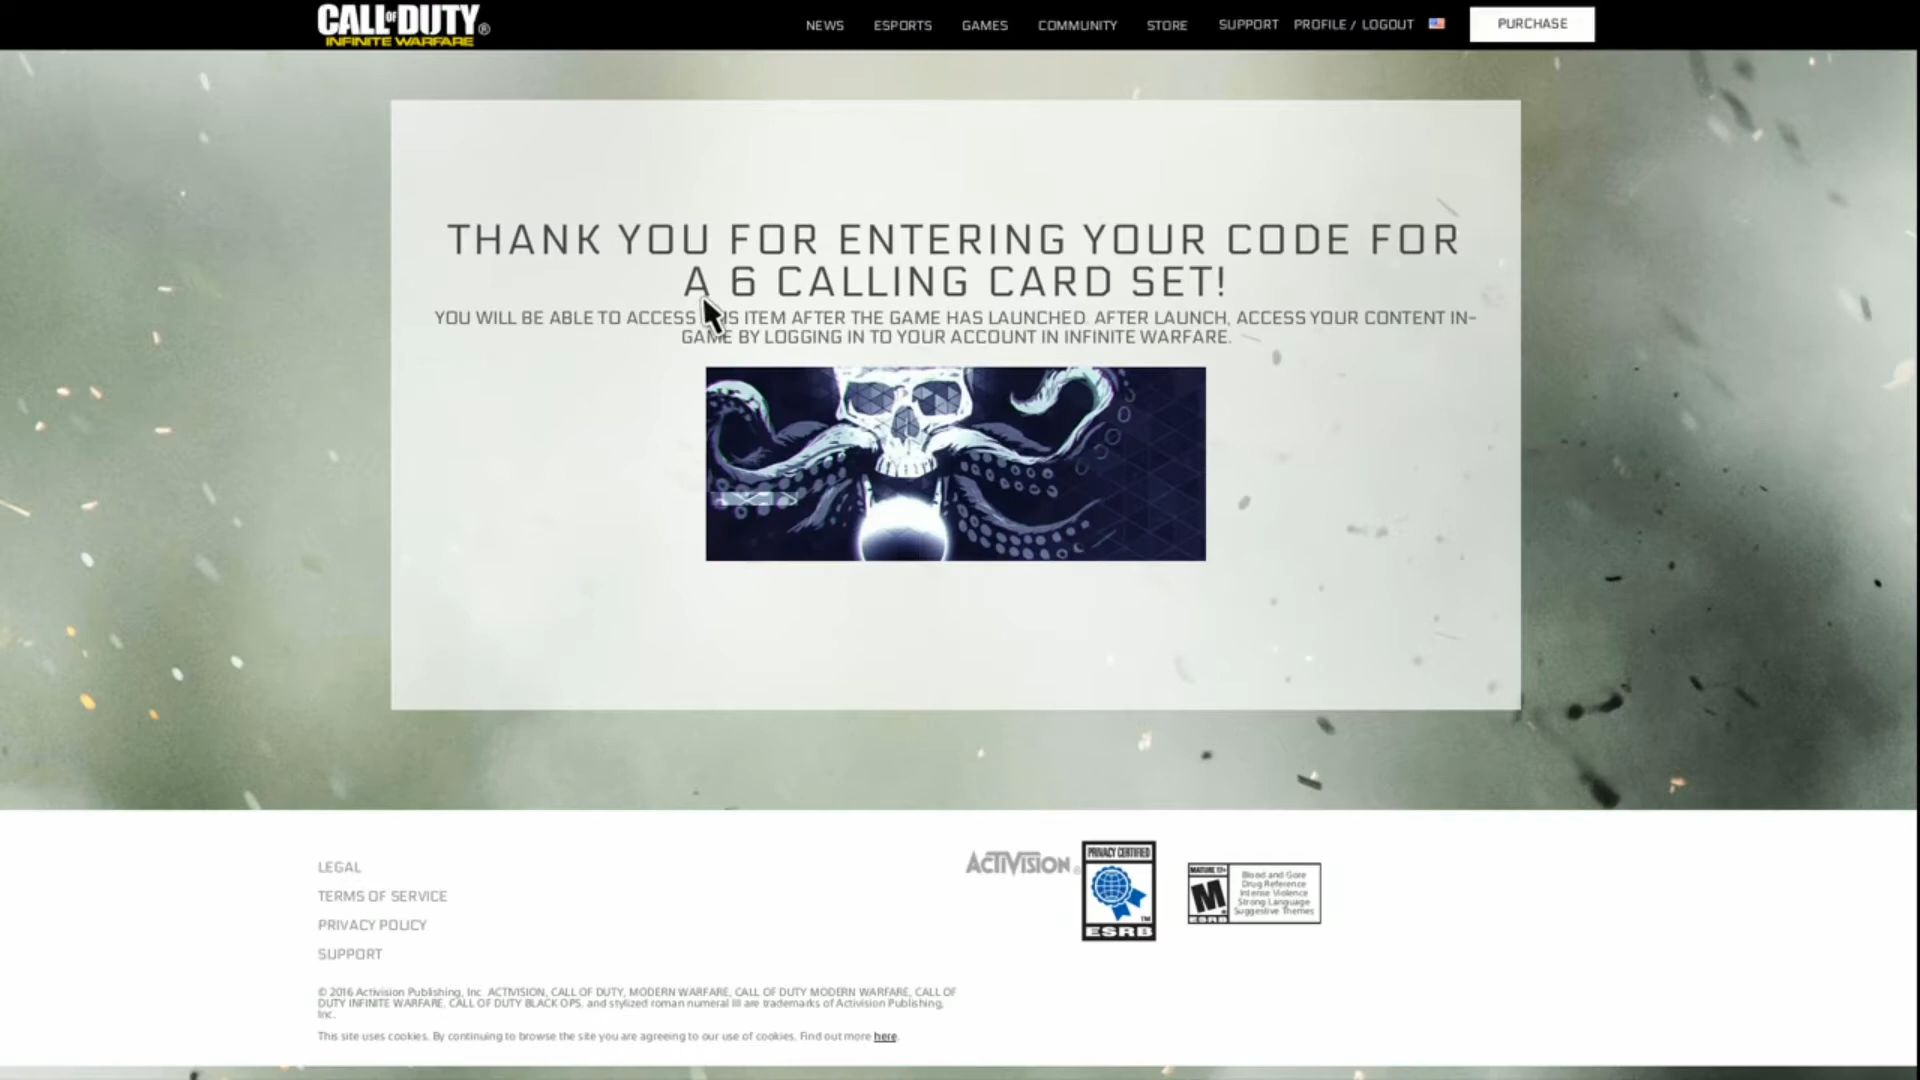 CALL OF DUTY®
INFINITE WARFARE
NEWS ESPORTS GAMES COMMUNITY STORE SUPPORT PROFILE / LOGOUT PURCHASE
THANK YOU FOR ENTERING YOUR CODE FOR
A 6 CALLING CARD SET!
YOU WILL BE ABLE TO ACCESS ITEM AFTER THE GAME HAS LAUNCHED. AFTER LAUNCH, ACCESS YOUR CONTENT IN-
GAME BY LOGGING IN TO YOUR ACCOUNT IN INFINITE WARFARE.
LEGAL
TERMS OF SERVICE
PRIVACY POLICY
SUPPORT
ACTIVISION®
PRIVACY CERTIFIED
TM
ESRB
MATURE 17+
M
ESRB
Blood and Gore
Drug Reference
Intense Violence
Strong Language
Suggestive Themes
© 2016 Activision Publishing, Inc. ACTIVISION, CALL OF DUTY, MODERN WARFARE, CALL OF DUTY MODERN WARFARE, CALL OF
DUTY INFINITE WARFARE, CALL OF DUTY BLACK OPS, and stylized roman numeral III are trademarks of Activision Publishing,
Inc.
This site uses cookies. By continuing to browse the site you are agreeing to our use of cookies. Find out more here.